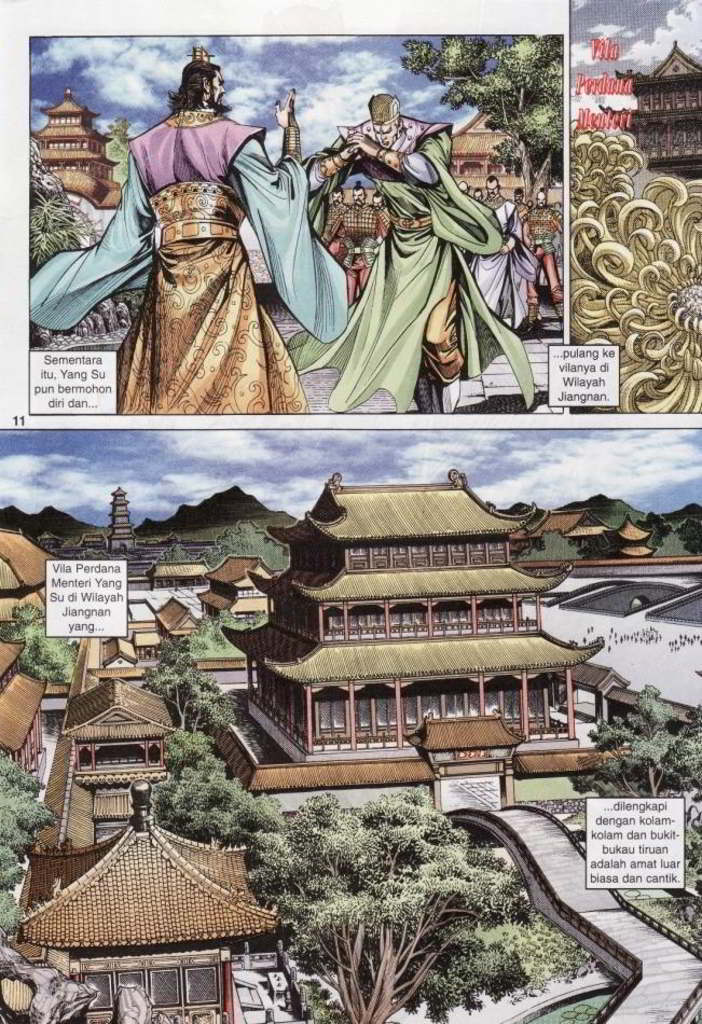 Vila
Perdana
Menteri
Sementara
itu, Yang Su
pun bermohon
diri dan...
...pulang ke
vilanya di
Wilayah
Jiangnan.
11
Vila Perdana
Menteri Yang
Su di Wilayah
Jiangnan
yang...
...dilengkapi
dengan kolam-
kolam dan bukit-
bukau tiruan
adalah amat luar
biasa dan cantik.